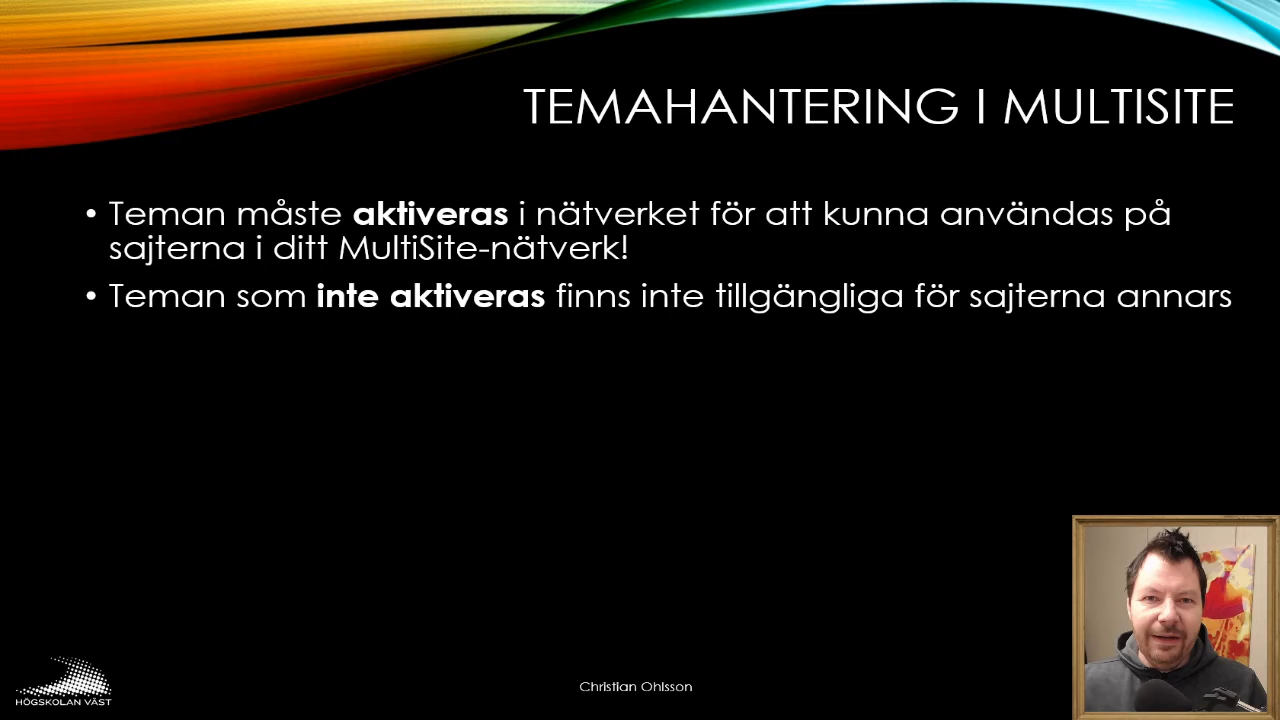 TEMAHANTERING I MULTISITE
• Teman måste aktiveras i nätverket för att kunna användas på
sajterna i ditt MultiSite-nätverk!
• Teman som inte aktiveras finns inte tillgängliga för sajterna annars
HÖGSKOLAN VÄST
Christian Ohlsson